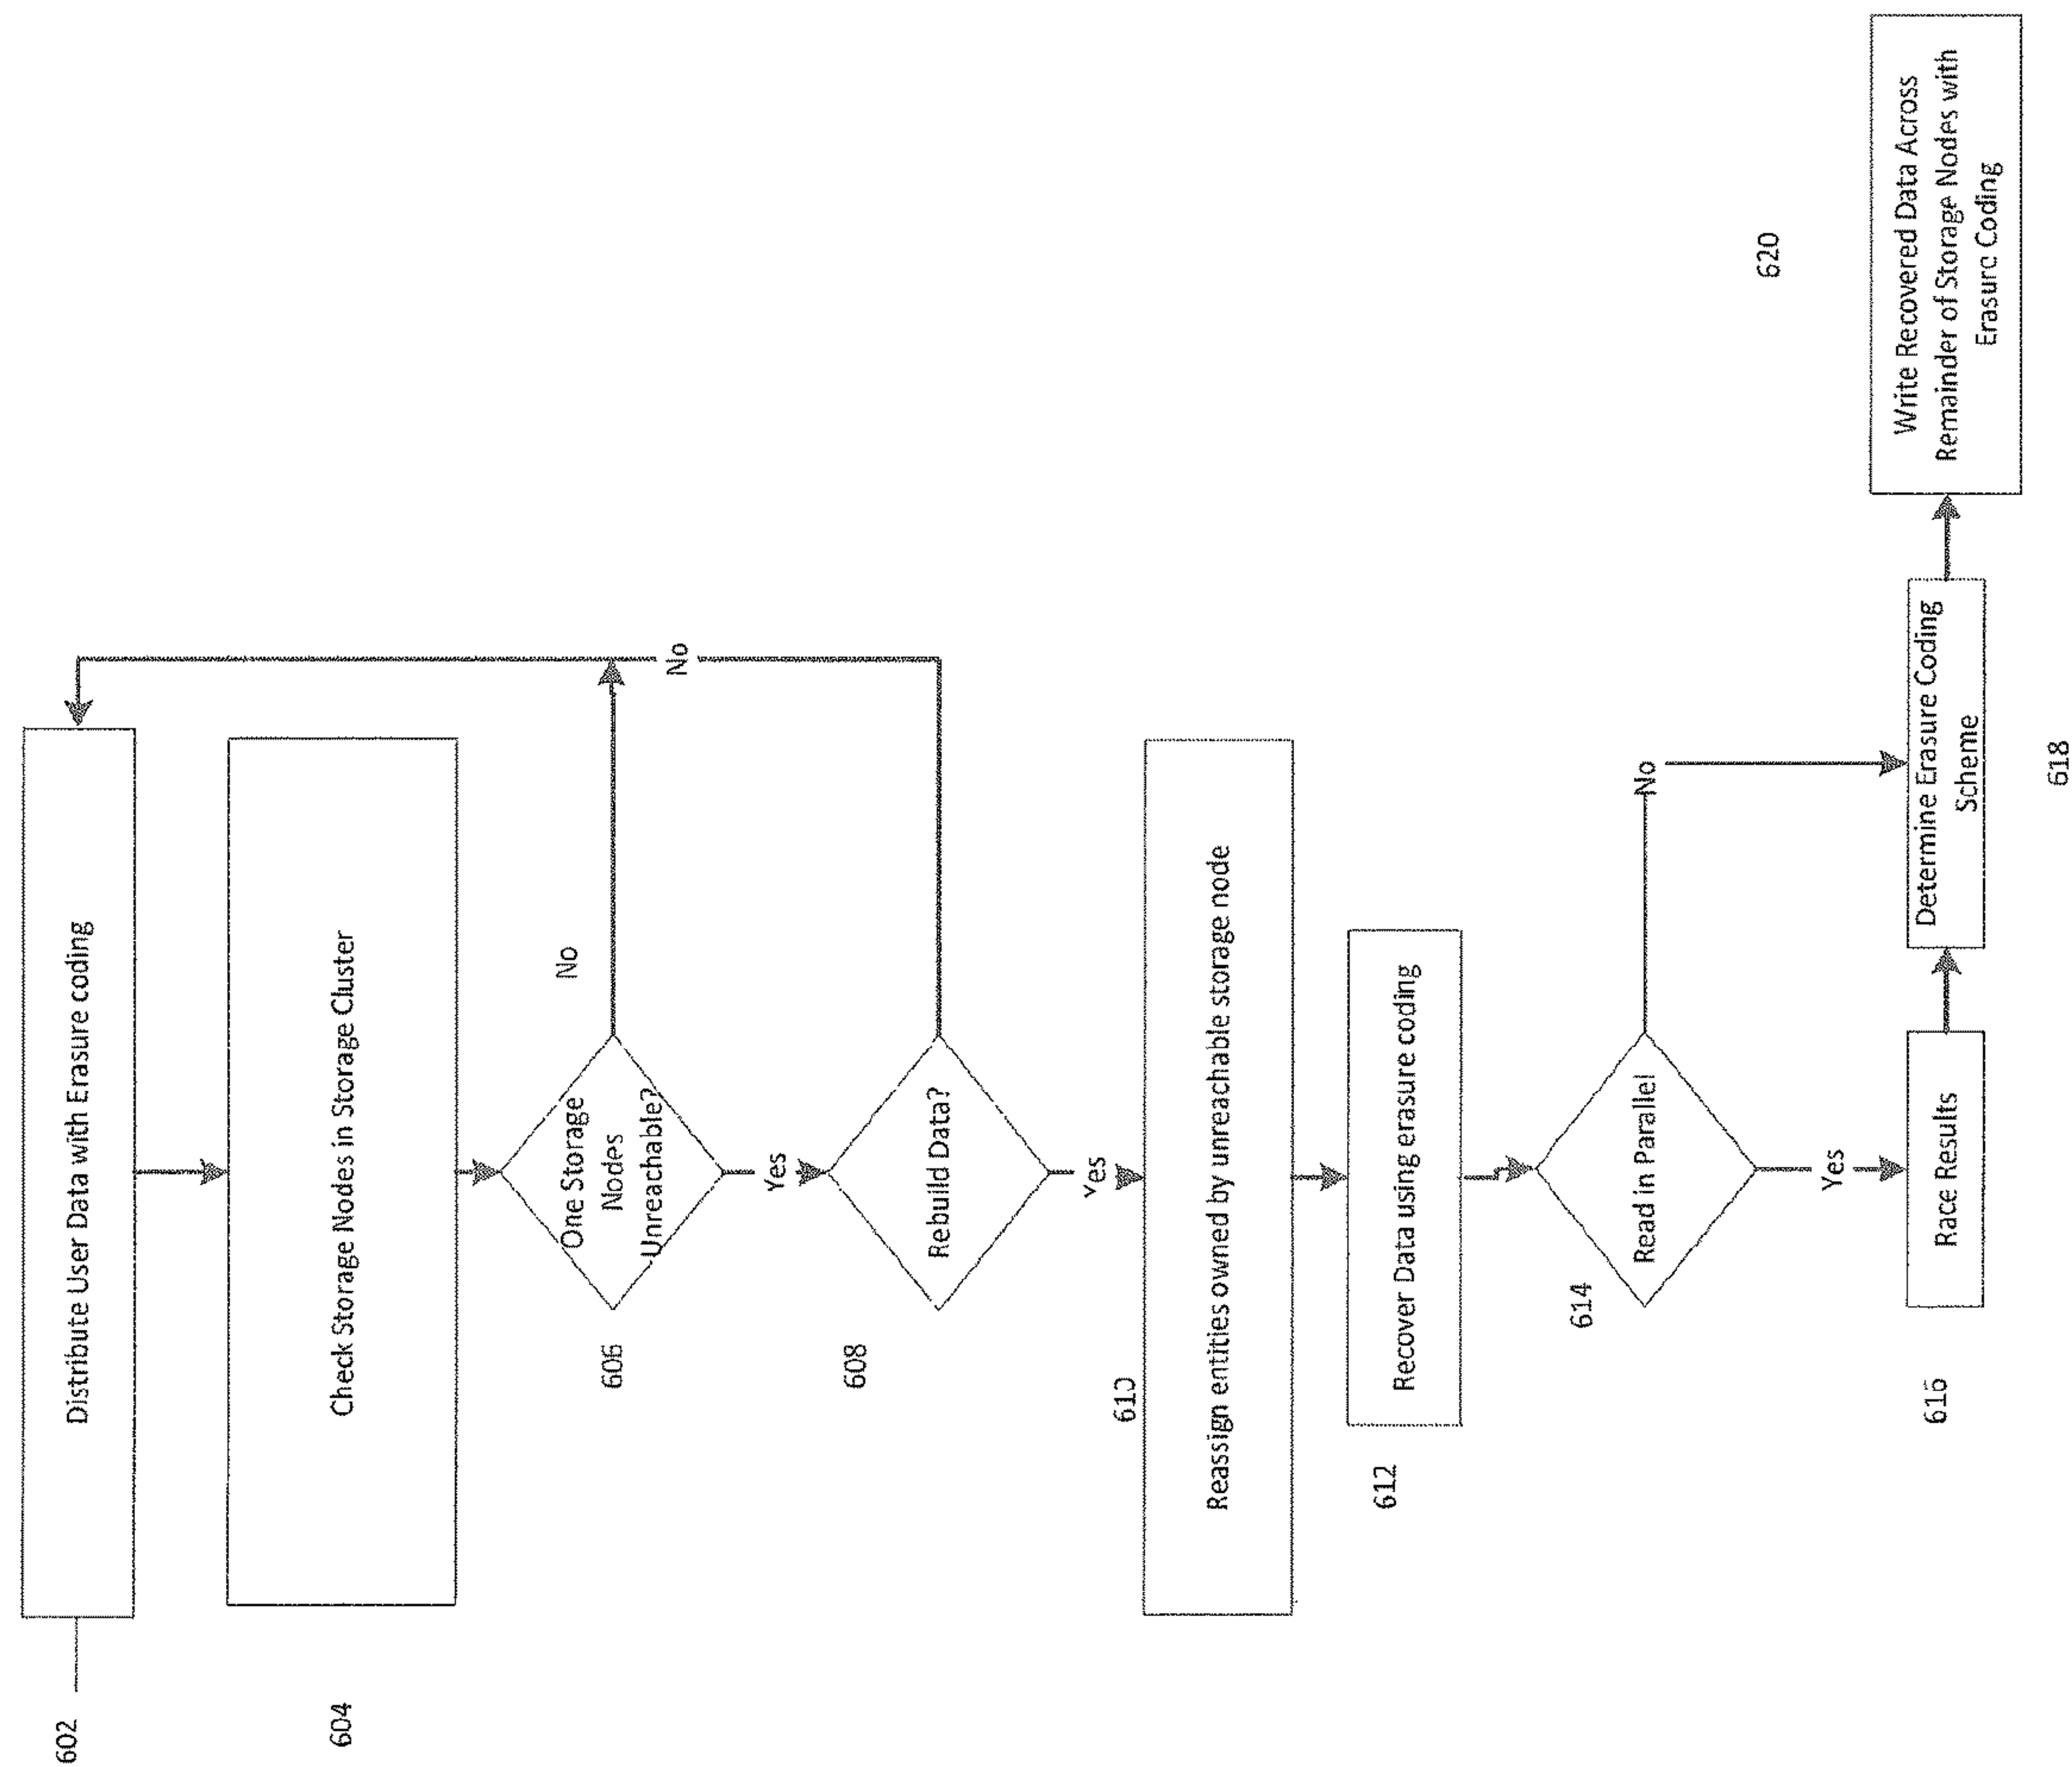 602
Distribute User Data with Erasure coding
604
Check Storage Nodes in Storage Cluster
606
One Storage
Nodes
Unreachable?
No
Yes
608
Rebuild Data?
No
Yes
610
Reassign entities owned by unreachable storage node
612
Recover Data using erasure coding
614
Read in Parallel
No
Yes
616
Race Results
Determine Erasure Coding
Scheme
618
620
Write Recovered Data Across
Remainder of Storage Nodes with
Erasure Coding